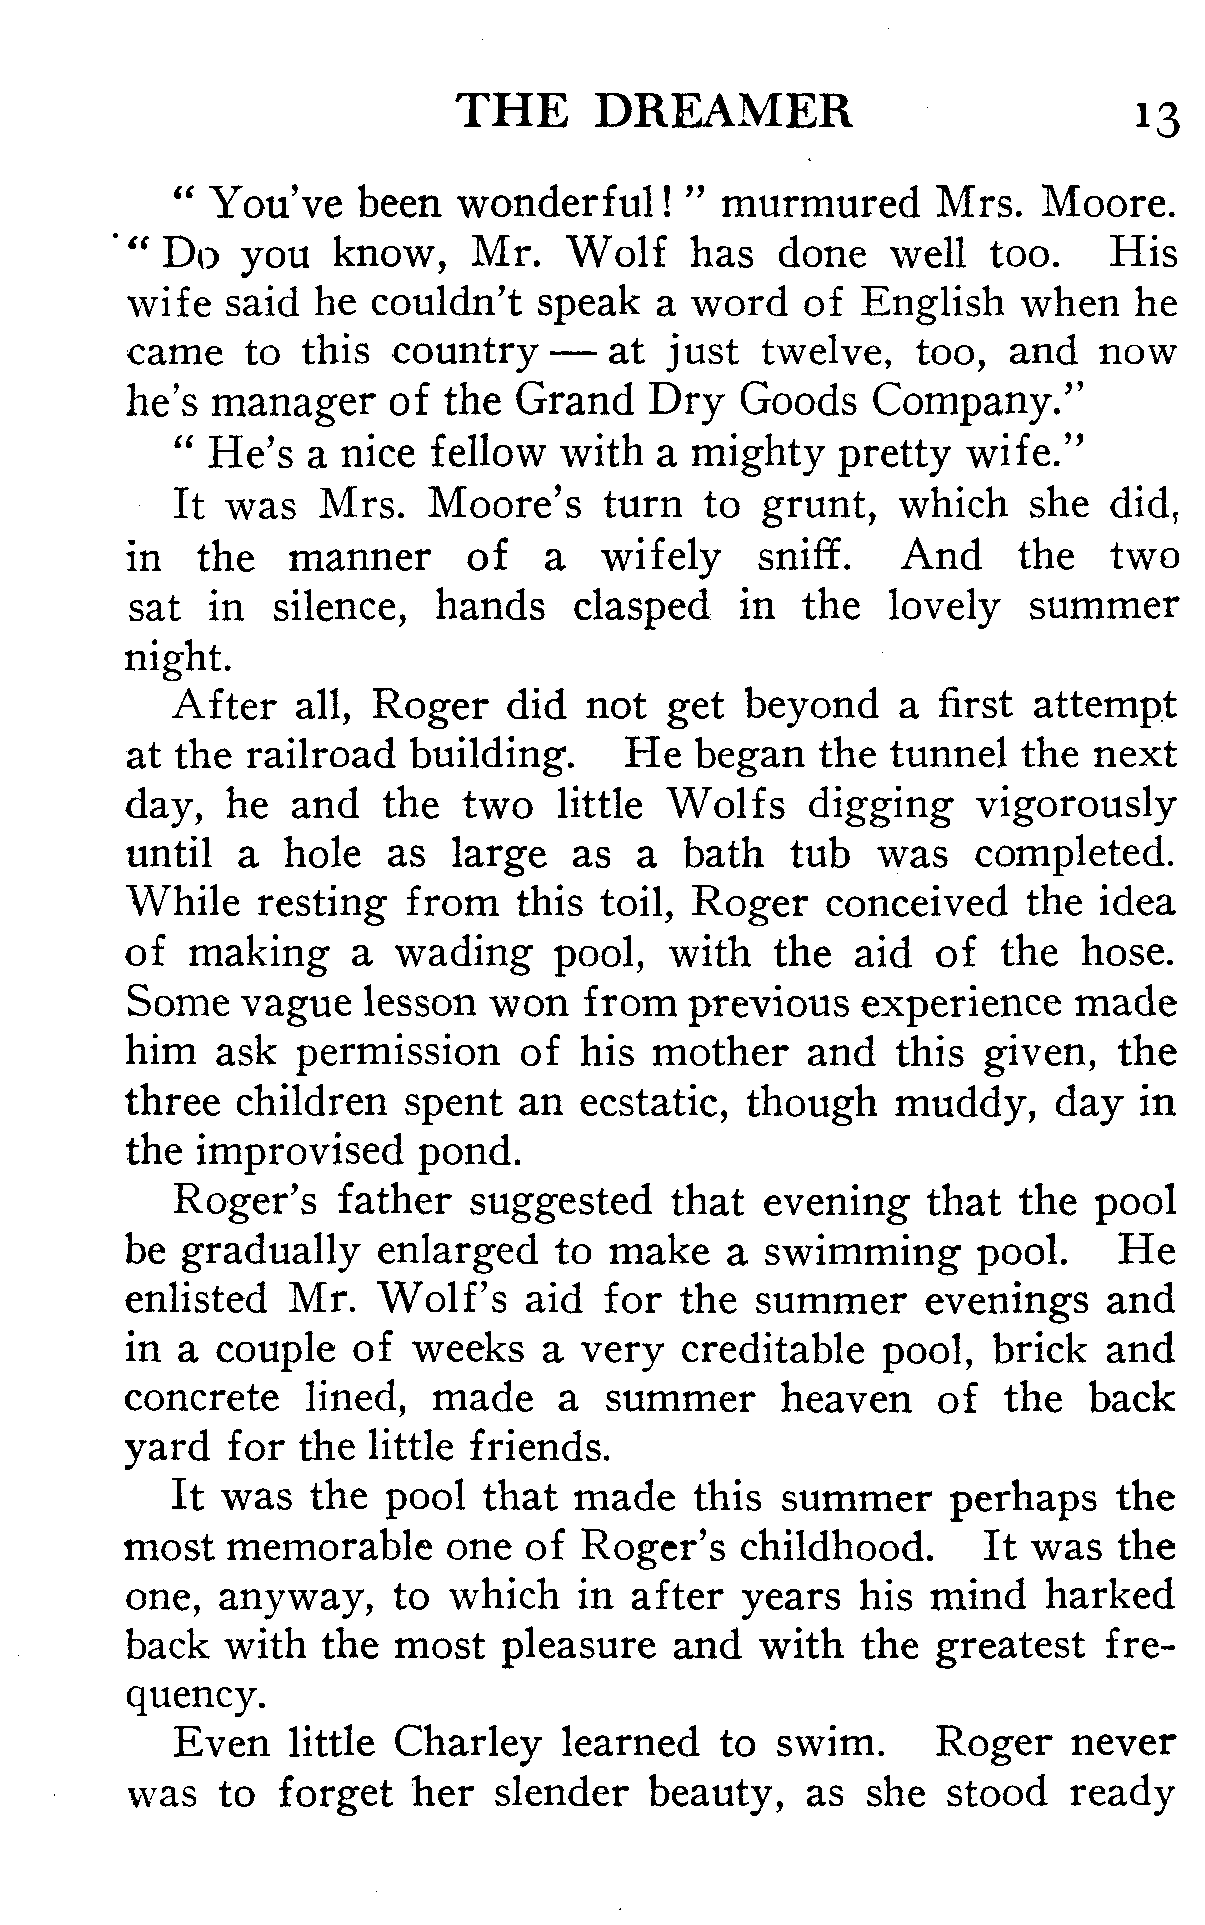 THE DREAMER 13
" You've been wonderful! " murmured Mrs. Moore.
" Do you know, Mr. Wolf has done well too. His
wife said he couldn't speak a word of English when he
came to this country — at just twelve, too, and now
he's manager of the Grand Dry Goods Company."
" He's a nice fellow with a mighty pretty wife."
It was Mrs. Moore's turn to grunt, which she did,
in the manner of a wifely sniff. And the two
sat in silence, hands clasped in the lovely summer
night.
After all, Roger did not get beyond a first attempt
at the railroad building. He began the tunnel the next
day, he and the two little Wolfs digging vigorously
until a hole as large as a bath tub was completed.
While resting from this toil, Roger conceived the idea
of making a wading pool, with the aid of the hose.
Some vague lesson won from previous experience made
him ask permission of his mother and this given, the
three children spent an ecstatic, though muddy, day in
the improvised pond.
Roger's father suggested that evening that the pool
be gradually enlarged to make a swimming pool. He
enlisted Mr. Wolf's aid for the summer evenings and
in a couple of weeks a very creditable pool, brick and
concrete lined, made a summer heaven of the back
yard for the little friends.
It was the pool that made this summer perhaps the
most memorable one of Roger's childhood. It was the
one, anyway, to which in after years his mind harked
back with the most pleasure and with the greatest fre-
quency.
Even little Charley learned to swim. Roger never
was to forget her slender beauty, as she stood ready